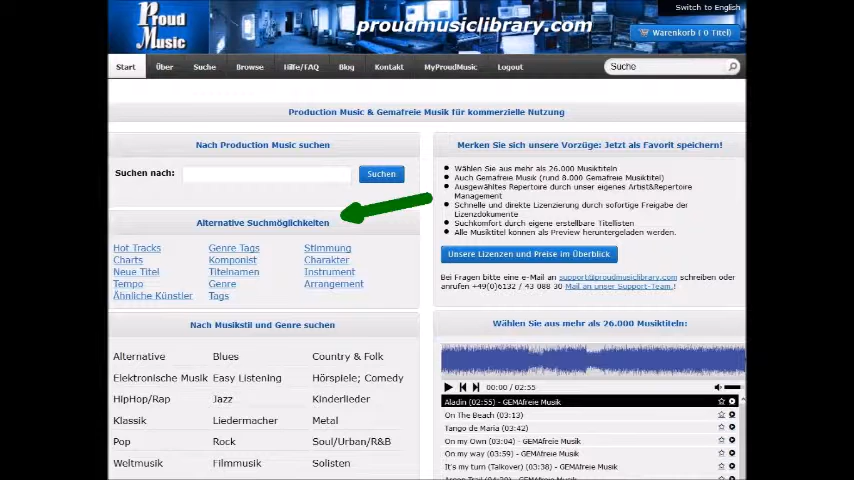 Proud
Music
proudmusiclibrary.com
Switch to English
Warenkorb ( 0 Titel)
Start Über Suche Browse Hilfe/FAQ Blog Kontakt MyProudMusic Logout
Suche
Production Music & Gemafreie Musik für kommerzielle Nutzung
Nach Production Music suchen
Suchen nach:
Suchen
Alternative Suchmöglichkeiten
Hot Tracks Genre Tags Stimmung
Charts Komponist Charakter
Neue Titel Titelnamen Instrument
Tempo Genre Arrangement
Ähnliche Künstler Tags
Nach Musikstil und Genre suchen
Alternative Blues Country & Folk
Elektronische Musik Easy Listening Hörspiele; Comedy
HipHop/Rap Jazz Kinderlieder
Klassik Liedermacher Metal
Pop Rock Soul/Urban/R&B
Weltmusik Filmmusik Solisten
Merken Sie sich unsere Vorzüge: Jetzt als Favorit speichern!
Wählen Sie aus mehr als 26.000 Musiktiteln
Auch Gemafreie Musik (rund 8.000 Gemafreie Musiktitel)
Ausgewähltes Repertoire durch unser eigenes Artist&Repertoire
Management
Schnelle und direkte Lizenzierung durch sofortige Freigabe der
Lizenzdokumente
Suchkomfort durch eigene erstellbare Titellisten
Alle Musiktitel können als Preview heruntergeladen werden.
Unsere Lizenzen und Preise im Überblick
Bei Fragen bitte eine e-Mail an support@proudmusiclibrary.com schreiben oder
anrufen +49(0)6132 / 43 088 30 Mail an unser Support-Team.!
Wählen Sie aus mehr als 26.000 Musiktiteln:
00:00 / 02:55
Aladin (02:55) - GEMAfreie Musik
On The Beach (03:13)
Tango de Maria (03:42)
On my Own (03:04) - GEMAfreie Musik
On my way (03:59) - GEMAfreie Musik
It's my turn (Talkover) (03:38) - GEMAfreie Musik